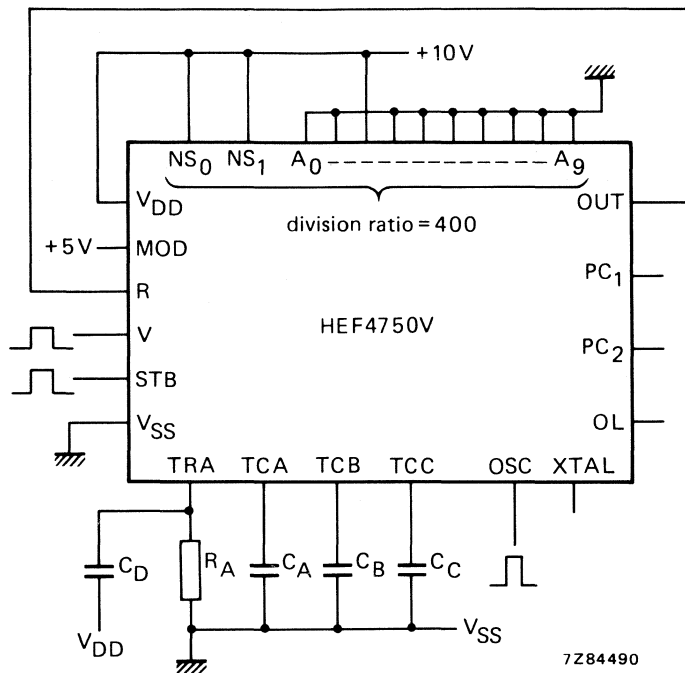 +10V
NS0 NS1 A0 ---------------- A9
VDD OUT
division ratio = 400
+5V MOD
PC1
R
HEF4750V
V
PC2
STB
VSS OL
TRA TCA TCB TCC OSC XTAL
CD RA CA CB CC
VDD VSS
7Z84490